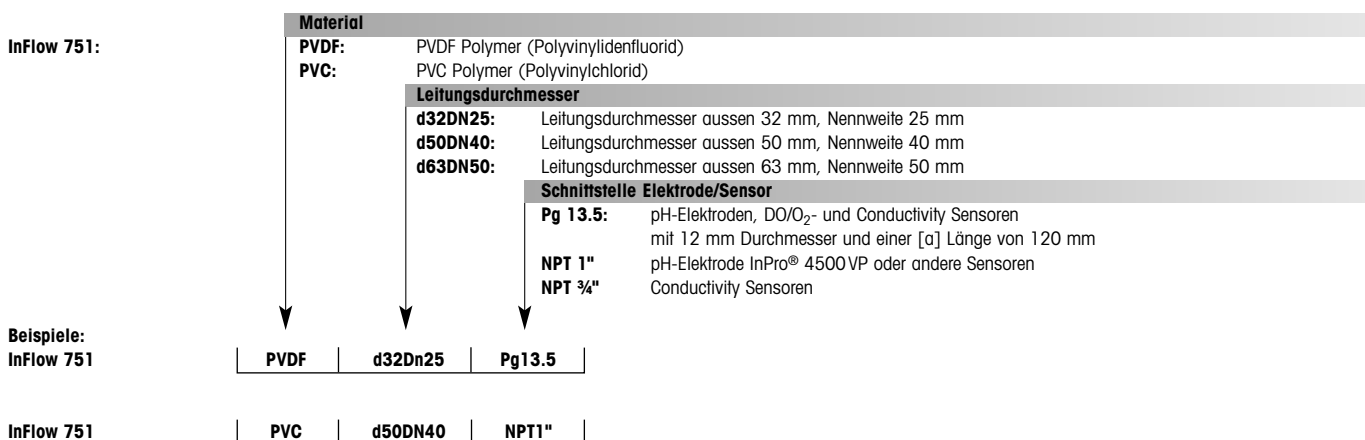 Material
InFlow 751: PVDF: PVDF Polymer (Polyvinylidenfluorid)
PVC: PVC Polymer (Polyvinylchlorid)
Leitungsdurchmesser
d32DN25: Leitungsdurchmesser aussen 32 mm, Nennweite 25 mm
d50DN40: Leitungsdurchmesser aussen 50 mm, Nennweite 40 mm
d63DN50: Leitungsdurchmesser aussen 63 mm, Nennweite 50 mm
Schnittstelle Elektrode/Sensor
Pg 13.5: pH-Elektroden, DO/O₂- und Conductivity Sensoren
mit 12 mm Durchmesser und einer [a] Länge von 120 mm
NPT 1" pH-Elektrode InPro® 4500 VP oder andere Sensoren
NPT ¾" Conductivity Sensoren
Beispiele:
InFlow 751 PVDF d32Dn25 Pg13.5
InFlow 751 PVC d50DN40 NPT1"